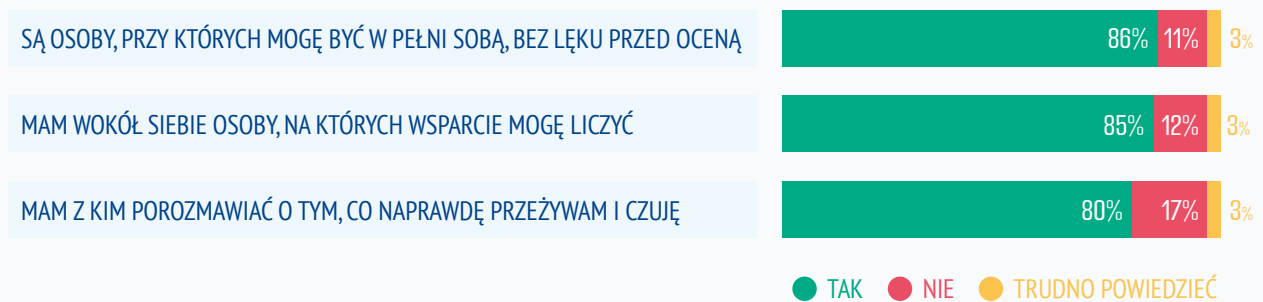 SĄ OSOBY, PRZY KTÓRYCH MOGĘ BYĆ W PEŁNI SOBĄ, BEZ LĘKU PRZED OCENĄ 86% 11% 3%
MAM WOKÓŁ SIEBIE OSOBY, NA KTÓRYCH WSPARCIE MOGĘ LICZYĆ 85% 12% 3%
MAM Z KIM POROZMAWIAĆ O TYM, CO NAPRAWDĘ PRZEŻYWAM I CZUJĘ 80% 17% 3%
TAK NIE TRUDNO POWIEDZIEĆ